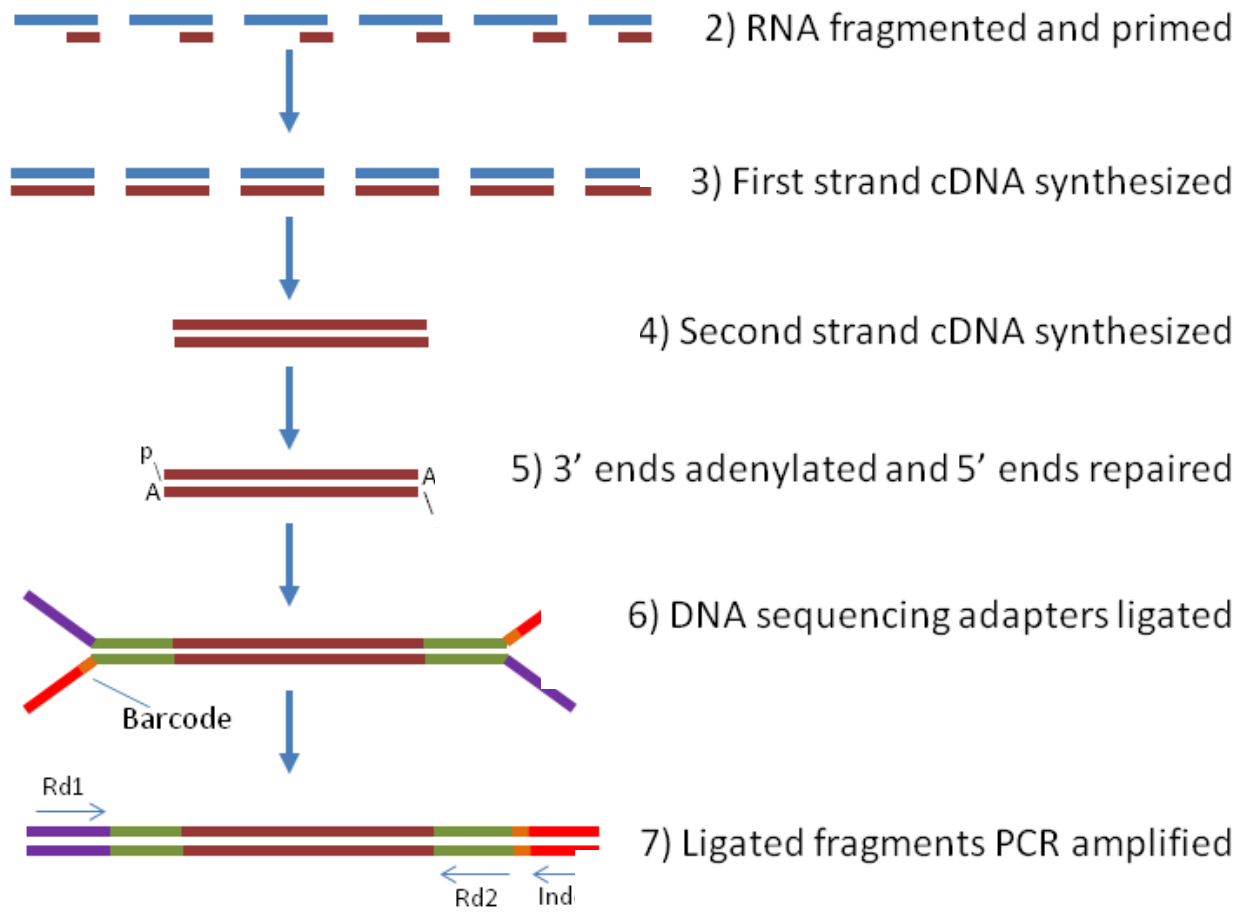 2) RNA fragmented and primed
3) First strand cDNA synthesized
4) Second strand cDNA synthesized
p
A
A
5) 3’ ends adenylated and 5’ ends repaired
6) DNA sequencing adapters ligated
Barcode
Rd1
7) Ligated fragments PCR amplified
Rd2